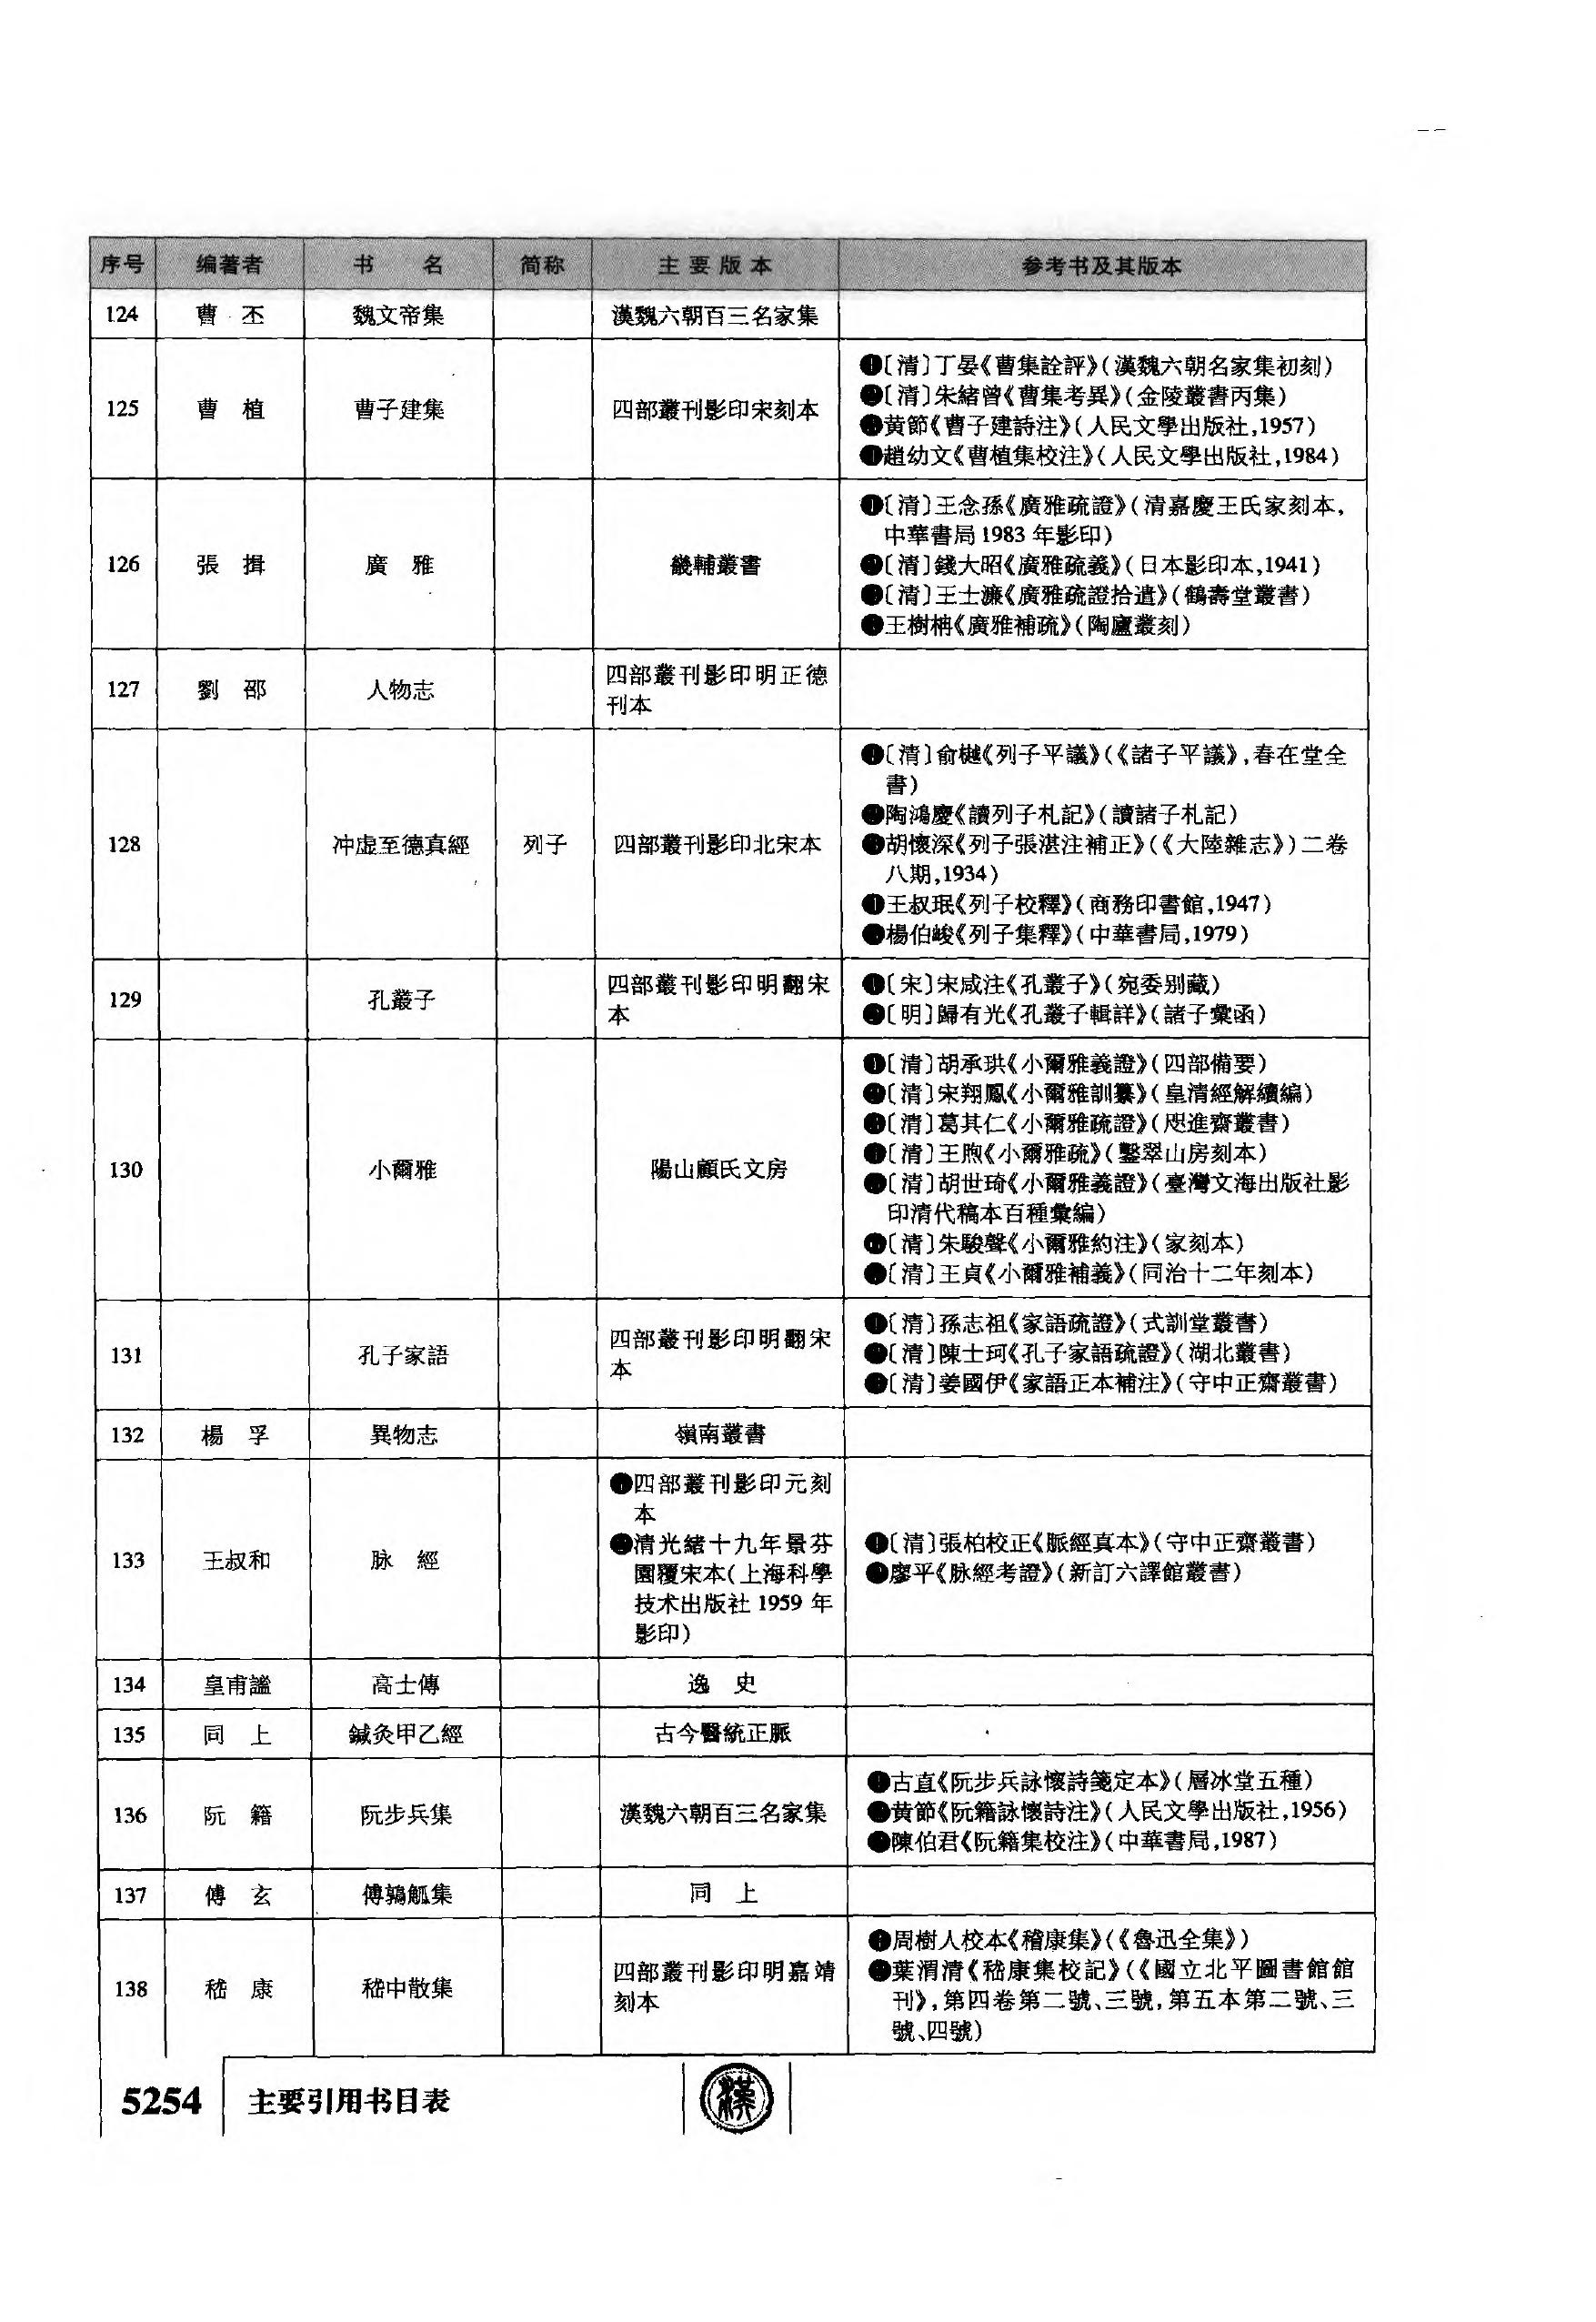 序号 编著者 书名 简称 主要版本 参考书及其版本
124 曹丕 魏文帝集 漢魏六朝百三名家集
125 曹植 曹子建集 四部叢刊影印宋刻本
❶〔清〕丁晏《曹集詮評》(漢魏六朝名家集初刻)
❷〔清〕朱緒曾《曹集考異》(金陵叢書丙集)
❸黄節《曹子建詩注》(人民文學出版社,1957)
❹趙幼文《曹植集校注》(人民文學出版社,1984)
126 張揖 廣雅 畿輔叢書
❶〔清〕王念孫《廣雅疏證》(清嘉慶王氏家刻本,
中華書局1983年影印)
❷〔清〕錢大昭《廣雅疏義》(日本影印本,1941)
❸〔清〕王士濂《廣雅疏證拾遺》(鶴壽堂叢書)
❹王樹枏《廣雅補疏》(陶廬叢刻)
127 劉邵 人物志 四部叢刊影印明正德
刊本
128 冲虚至德真經 列子 四部叢刊影印北宋本
❶〔清〕俞樾《列子平議》(《諸子平議》,春在堂全
書)
❷陶鴻慶《讀列子札記》(讀諸子札記)
❸胡懷深《列子張湛注補正》(《大陸雜志》)二卷
八期,1934)
❹王叔珉《列子校釋》(商務印書館,1947)
❺楊伯峻《列子集釋》(中華書局,1979)
129 孔叢子 四部叢刊影印明翻宋
本
❶〔宋〕宋咸注《孔叢子》(宛委别藏)
❷〔明〕歸有光《孔叢子輯評》(諸子彙函)
130 小爾雅 陽山顧氏文房
❶〔清〕胡承珙《小爾雅義證》(四部備要)
❷〔清〕宋翔鳳《小爾雅訓纂》(皇清經解續編)
❸〔清〕葛其仁《小爾雅疏證》(咫進齋叢書)
❹〔清〕王煦《小爾雅疏》(鑿翠山房刻本)
❺〔清〕胡世琦《小爾雅義證》(臺灣文海出版社影
印清代稿本百種彙編)
❻〔清〕朱駿聲《小爾雅約注》(家刻本)
❼〔清〕王貞《小爾雅補義》(同治十二年刻本)
131 孔子家語 四部叢刊影印明翻宋
本
❶〔清〕孫志祖《家語疏證》(式訓堂叢書)
❷〔清〕陳士珂《孔子家語疏證》(湖北叢書)
❸〔清〕姜國伊《家語正本補注》(守中正齋叢書)
132 楊孚 異物志 嶺南叢書
133 王叔和 脉經
❶四部叢刊影印元刻
本
❷清光緒十九年景芬
園覆宋本(上海科學
技术出版社1959年
影印)
❶〔清〕張柏校正《脈經真本》(守中正齋叢書)
❷廖平《脉經考證》(新訂六譯館叢書)
134 皇甫謐 高士傳 逸史
135 同上 鍼灸甲乙經 古今醫統正脈
136 阮籍 阮步兵集 漢魏六朝百三名家集
❶古直《阮步兵詠懷詩箋定本》(層冰堂五種)
❷黄節《阮籍詠懷詩注》(人民文學出版社,1956)
❸陳伯君《阮籍集校注》(中華書局,1987)
137 傅玄 傅鶉觚集 同上
138 嵇康 嵇中散集 四部叢刊影印明嘉靖
刻本
❶周樹人校本《稽康集》(《魯迅全集》)
❷葉渭清《嵇康集校記》(《國立北平圖書館館
刊》,第四卷第二號、三號,第五本第二號、三
號、四號)
5254 主要引用书目表
漢